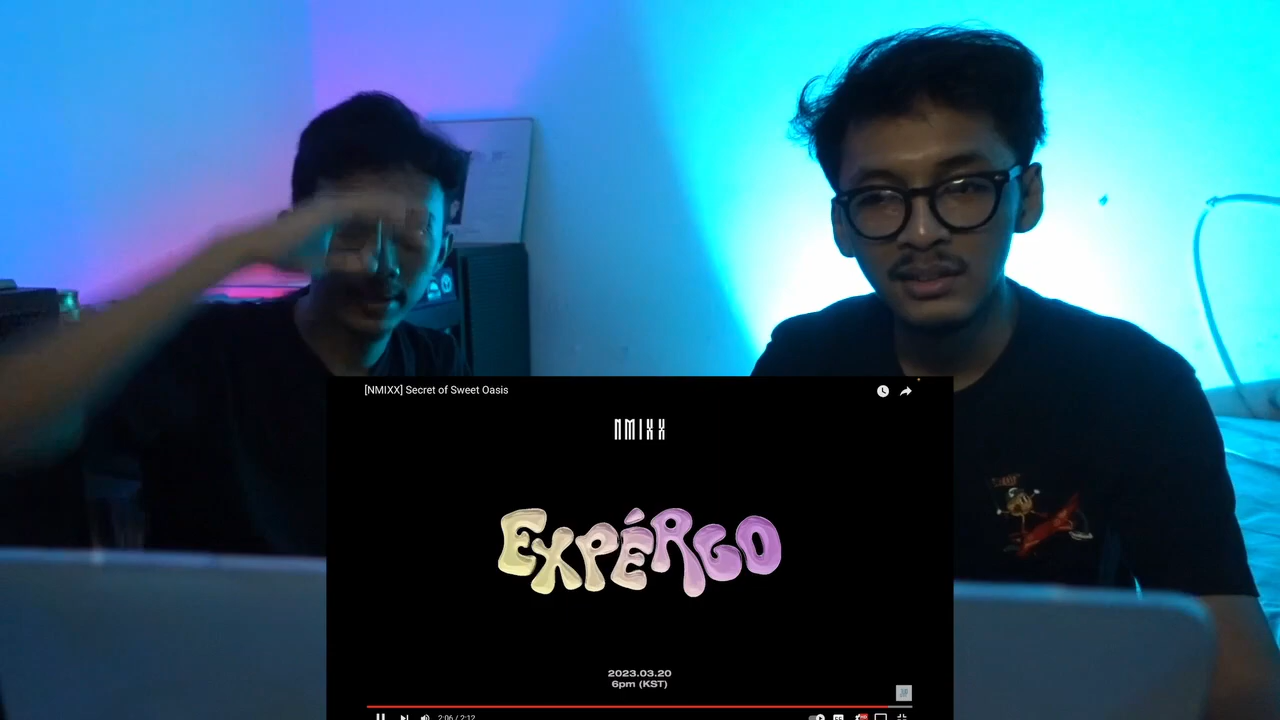 [NMIXX] Secret of Sweet Oasis
NMIXX
EXPÉRGO
2023.03.20
6pm (KST)
2:06 / 2:12